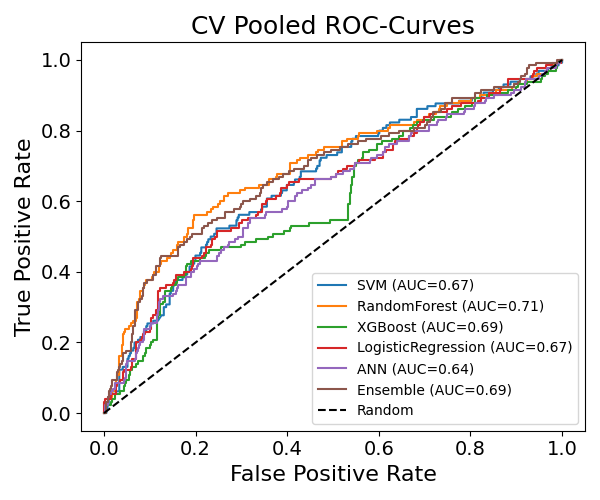 CV Pooled ROC-Curves
True Positive Rate
1.0
0.8
0.6
0.4
0.2
0.0
SVM (AUC=0.67)
RandomForest (AUC=0.71)
XGBoost (AUC=0.69)
LogisticRegression (AUC=0.67)
ANN (AUC=0.64)
Ensemble (AUC=0.69)
Random
0.0 0.2 0.4 0.6 0.8 1.0
False Positive Rate